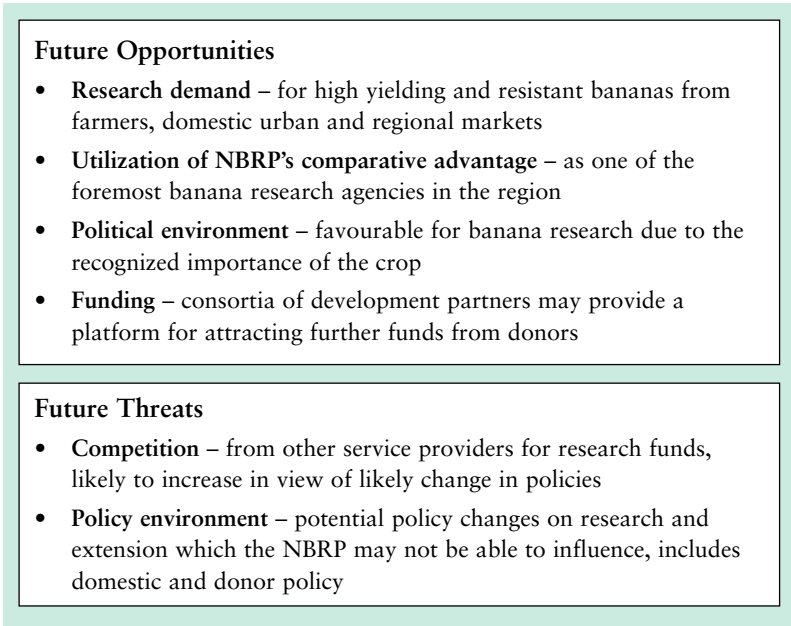 Future Opportunities
• Research demand – for high yielding and resistant bananas from
farmers, domestic urban and regional markets
• Utilization of NBRP's comparative advantage – as one of the
foremost banana research agencies in the region
• Political environment – favourable for banana research due to the
recognized importance of the crop
• Funding – consortia of development partners may provide a
platform for attracting further funds from donors
Future Threats
• Competition – from other service providers for research funds,
likely to increase in view of likely change in policies
• Policy environment – potential policy changes on research and
extension which the NBRP may not be able to influence, includes
domestic and donor policy